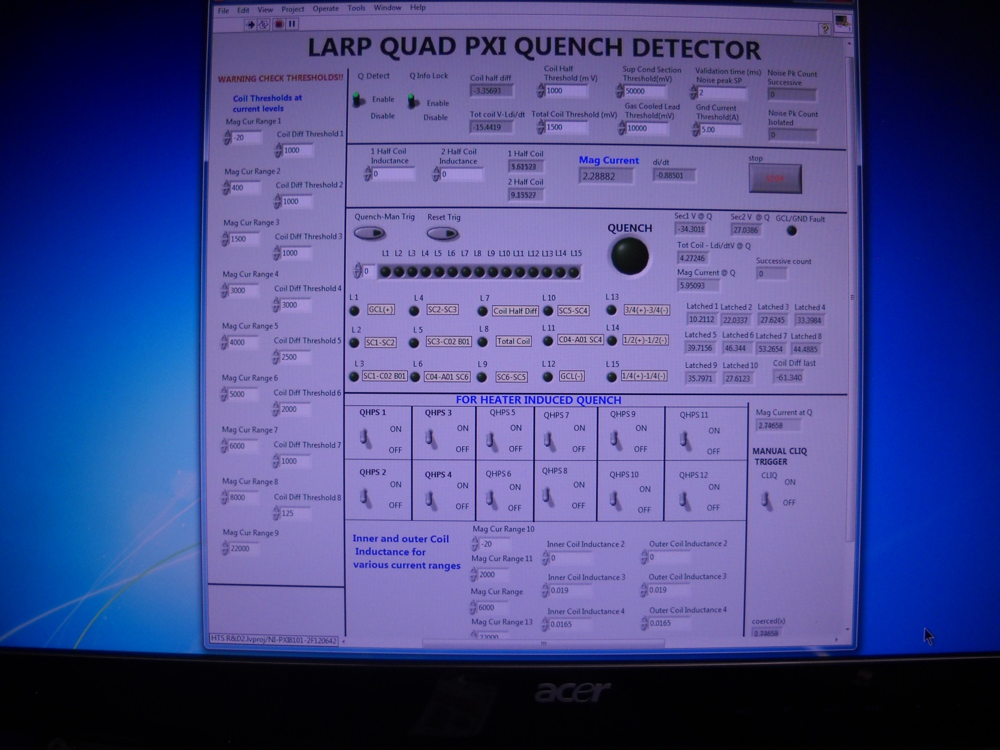 File Edit View Project Operate Tools Window Help
LARP QUAD PXI QUENCH DETECTOR
WARNING CHECK THRESHOLDS!!
Coil Thresholds at
current levels
Mag Cur Range 1
-20
Coil Diff Threshold 1
1000
Mag Cur Range 2
400
Coil Diff Threshold 2
1000
Mag Cur Range 3
1500
Coil Diff Threshold 3
1000
Mag Cur Range 4
3000
Coil Diff Threshold 4
3000
Mag Cur Range 5
4000
Coil Diff Threshold 5
2500
Mag Cur Range 6
5000
Coil Diff Threshold 6
2000
Mag Cur Range 7
6000
Coil Diff Threshold 7
1000
Mag Cur Range 8
8000
Coil Diff Threshold 8
125
Mag Cur Range 9
22000
Q Detect
Enable
Disable
Q Info Lock
Enable
Disable
Coil half diff
-3.35693
Tot coil V-Ldi/dt
-15.4419
Coil Half
Threshold (m V)
1000
Total Coil Threshold (mV)
1500
Sup Cond Section
Threshold(mV)
50000
Gas Cooled Lead
Threshold(mV)
10000
Validation time (ms)
Noise peak SP
2
Gnd Current
Threshold(A)
5.00
Noise Pk Count
Successive
0
Noise Pk Count
Isolated
0
1 Half Coil
Inductance
0
2 Half Coil
Inductance
0
1 Half Coil
5.61523
2 Half Coil
9.15527
Mag Current
2.28882
di/dt
-0.88501
stop
STOP
Quench-Man Trig
Reset Trig
L1 L2 L3 L4 L5 L6 L7 L8 L9 L10 L11 L12 L13 L14 L15
0
QUENCH
Sec1 V @ Q
-34.3018
Sec2 V @ Q
27.0386
GCL/GND Fault
Tot Coil - Ldi/dtV @ Q
4.27246
Mag Current @ Q
5.95093
Successive count
0
L 1 GCL(+)
L 4 SC2-SC3
L 7 Coil Half Diff
L 10 SC5-SC4
L 13 3/4(+)-3/4(-)
L 2 SC1-SC2
L 5 SC3-C02 B01
L 8 Total Coil
L 11 C04-A01 SC4
L 14 1/2(+)-1/2(-)
L 3 SC1-C02 B01
L 6 C04-A01 SC6
L 9 SC6-SC5
L 12 GCL(-)
L 15 1/4(+)-1/4(-)
Latched 1 Latched 2 Latched 3 Latched 4
10.2112 22.0337 27.6245 33.3984
Latched 5 Latched 6 Latched 7 Latched 8
39.7156 46.344 53.2654 44.4885
Latched 9 Latched 10 Coil Diff last
35.7971 27.6123 -61.340
FOR HEATER INDUCED QUENCH
QHPS 1
ON
OFF
QHPS 3
ON
OFF
QHPS 5
ON
OFF
QHPS 7
ON
OFF
QHPS 9
ON
OFF
QHPS 11
ON
OFF
QHPS 2
ON
OFF
QHPS 4
ON
OFF
QHPS 6
ON
OFF
QHPS 8
ON
OFF
QHPS 10
ON
OFF
QHPS 12
ON
OFF
Mag Current at Q
2.74658
MANUAL CLIQ
TRIGGER
CLIQ
ON
OFF
Inner and outer Coil
Inductance for
various current ranges
Mag Cur Range 10
-20
Mag Cur Range 11
2000
Mag Cur Range
6000
Mag Cur Range 13
22000
Inner Coil Inductance 2
0
Inner Coil Inductance 3
0.019
Inner Coil Inductance 4
0.0165
Outer Coil Inductance 2
0
Outer Coil Inductance 3
0.019
Outer Coil Inductance 4
0.0165
coerced(x)
2.74658
HTS R&D2.lvproj/NI-PXI8101-2F120642
acer